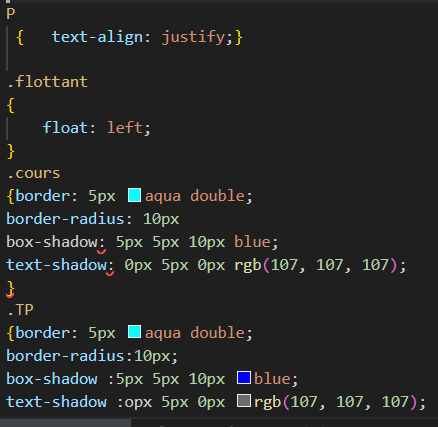 P
{   text-align: justify;}
.flottant
{
    float: left;
}
.cours
{border: 5px aqua double;
border-radius: 10px
box-shadow: 5px 5px 10px blue;
text-shadow: 0px 5px 0px rgb(107, 107, 107);
}
.TP
{border: 5px aqua double;
border-radius:10px;
box-shadow :5px 5px 10px blue;
text-shadow :opx 5px 0px rgb(107, 107, 107);